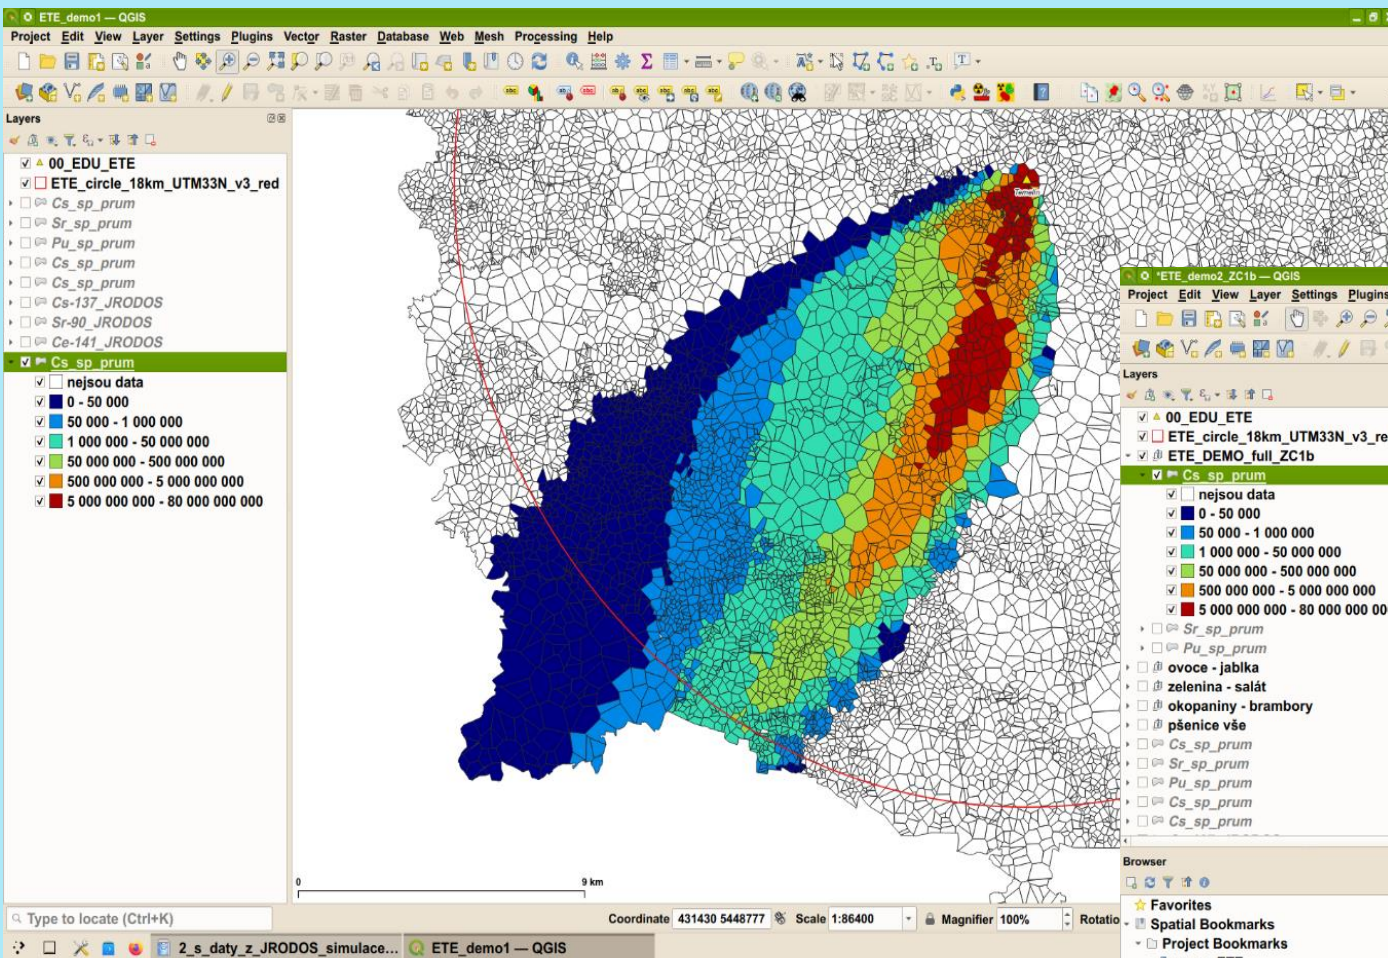 ETE_demo1 — QGIS
Project Edit View Layer Settings Plugins Vector Raster Database Web Mesh Processing Help
Layers
00_EDU_ETE
ETE_circle_18km_UTM33N_v3_red
Cs_sp_prum
Sr_sp_prum
Pu_sp_prum
Cs_sp_prum
Cs_sp_prum
Cs-137_JRODOS
Sr-90_JRODOS
Ce-141_JRODOS
Cs_sp_prum
nejsou data
0 - 50 000
50 000 - 1 000 000
1 000 000 - 50 000 000
50 000 000 - 500 000 000
500 000 000 - 5 000 000 000
5 000 000 000 - 80 000 000 000
0 9 km
Type to locate (Ctrl+K)
Coordinate 431430 5448777 Scale 1:86400 Magnifier 100% Rotatio
2_s_daty_z_JRODOS_simulace... ETE_demo1 — QGIS
*ETE_demo2_ZC1b — QGIS
Project Edit View Layer Settings Plugins
Layers
00_EDU_ETE
ETE_circle_18km_UTM33N_v3_re
ETE_DEMO_full_ZC1b
Cs_sp_prum
nejsou data
0 - 50 000
50 000 - 1 000 000
1 000 000 - 50 000 000
50 000 000 - 500 000 000
500 000 000 - 5 000 000 000
5 000 000 000 - 80 000 000 00
Sr_sp_prum
Pu_sp_prum
ovoce - jablka
zelenina - salát
okopaniny - brambory
pšenice vše
Cs_sp_prum
Sr_sp_prum
Pu_sp_prum
Cs_sp_prum
Cs_sp_prum
Browser
Favorites
Spatial Bookmarks
Project Bookmarks